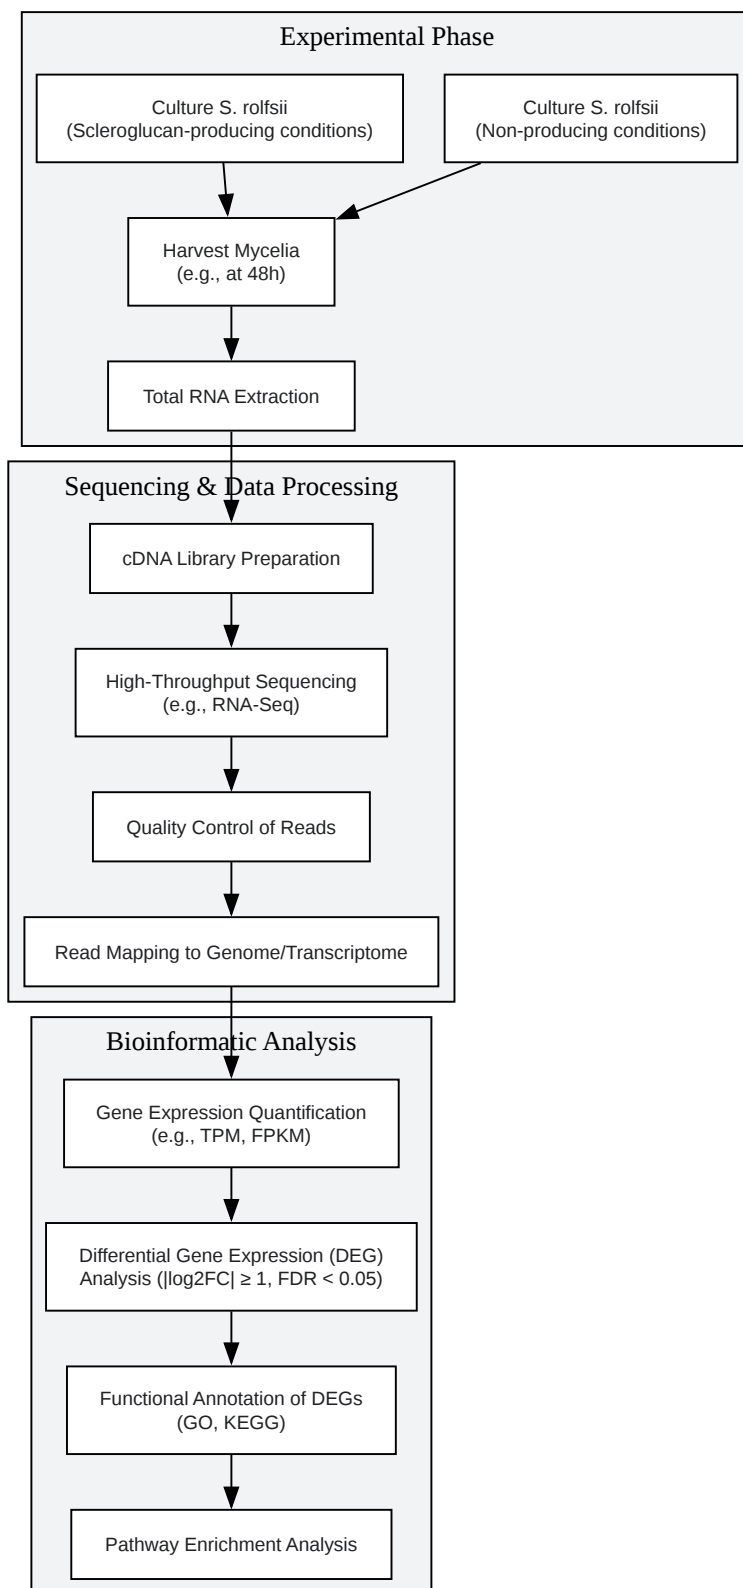 Experimental Phase
Culture S. rolfsii
(Scleroglucan-producing conditions)
Culture S. rolfsii
(Non-producing conditions)
Harvest Mycelia
(e.g., at 48h)
Total RNA Extraction
Sequencing & Data Processing
cDNA Library Preparation
High-Throughput Sequencing
(e.g., RNA-Seq)
Quality Control of Reads
Read Mapping to Genome/Transcriptome
Bioinformatic Analysis
Gene Expression Quantification
(e.g., TPM, FPKM)
Differential Gene Expression (DEG)
Analysis (|log2FC| ≥ 1, FDR < 0.05)
Functional Annotation of DEGs
(GO, KEGG)
Pathway Enrichment Analysis